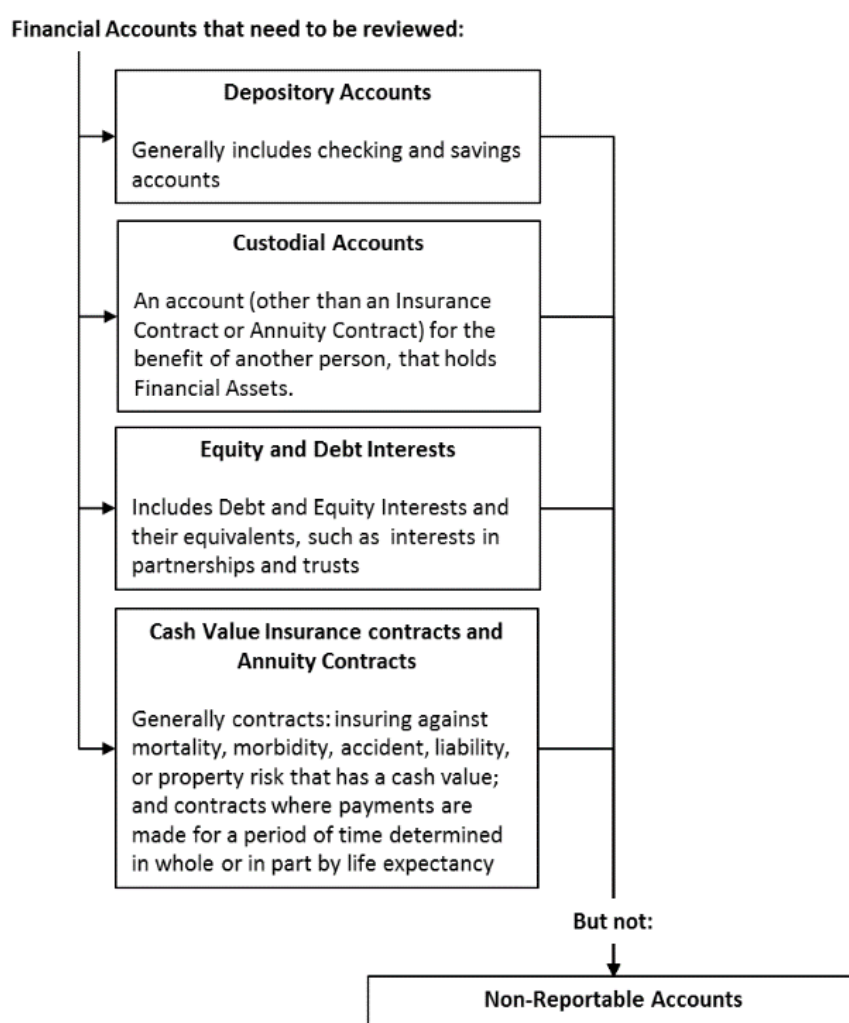 Financial Accounts that need to be reviewed:
Depository Accounts
Generally includes checking and savings
accounts
Custodial Accounts
An account (other than an Insurance
Contract or Annuity Contract) for the
benefit of another person, that holds
Financial Assets.
Equity and Debt Interests
Includes Debt and Equity Interests and
their equivalents, such as interests in
partnerships and trusts
Cash Value Insurance contracts and
Annuity Contracts
Generally contracts: insuring against
mortality, morbidity, accident, liability,
or property risk that has a cash value;
and contracts where payments are
made for a period of time determined
in whole or in part by life expectancy
But not:
Non-Reportable Accounts